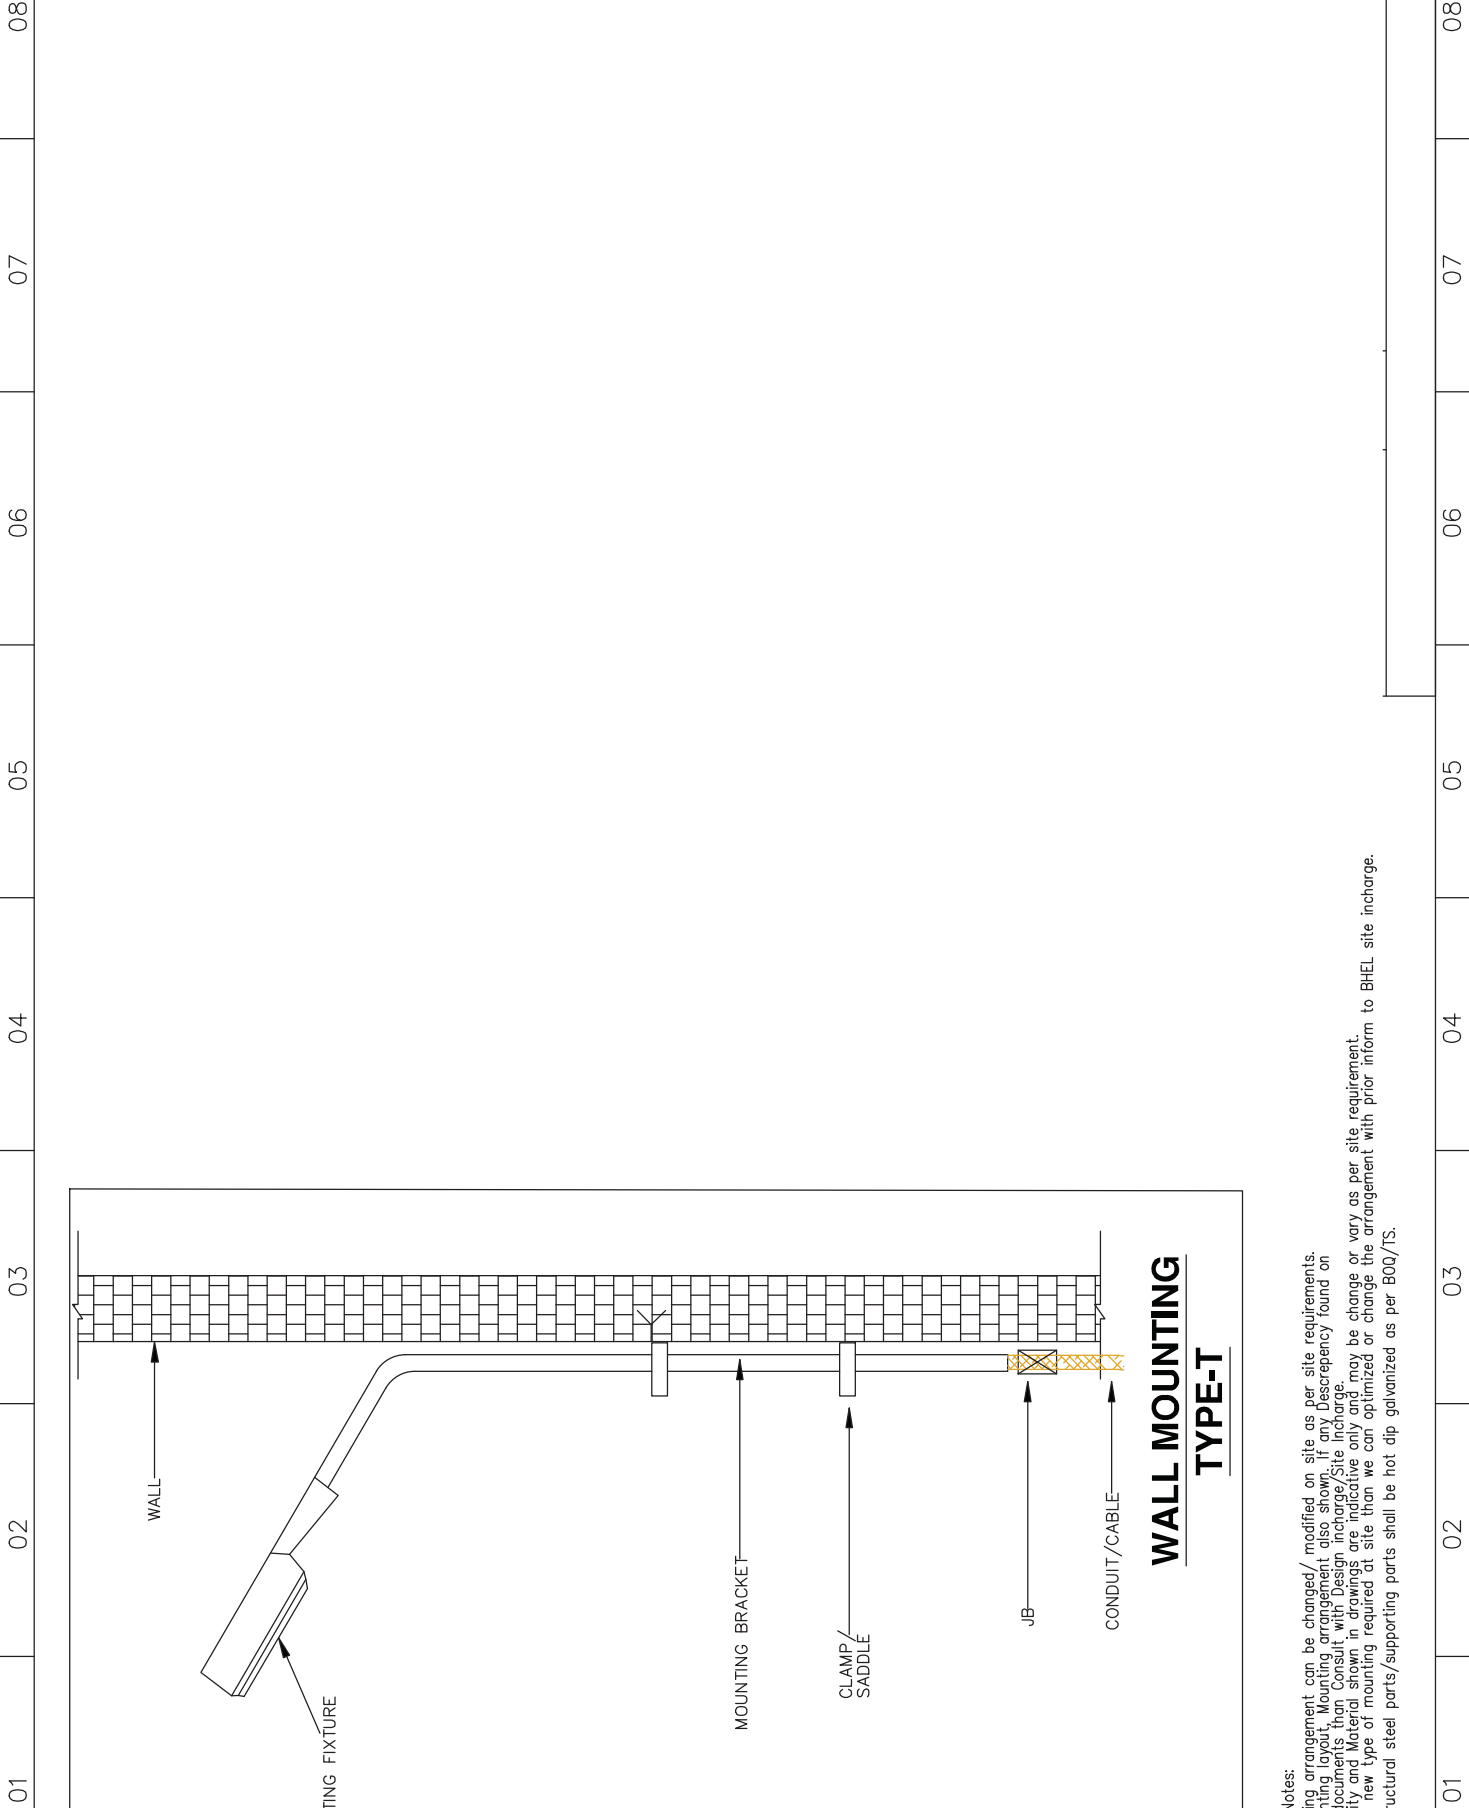 08
07
06
05
04
03
02
01
08
07
06
05
04
03
02
01
WALL
TING FIXTURE
MOUNTING BRACKET
CLAMP/
SADDLE
JB
CONDUIT/CABLE
WALL MOUNTING
TYPE-T
Notes:
ing arrangement can be changed/ modified on site as per site requirements.
nting layout, Mounting arrangement also shown. If any Descrepency found on
documents than Consult with Design incharge/Site Incharge.
ity and Material shown in drawings are indicative only and may be change or vary as per site requirement.
new type of mounting required at site than we can optimized or change the arrangement with prior inform to BHEL site incharge.
ructural steel parts/supporting parts shall be hot dip galvanized as per BOQ/TS.